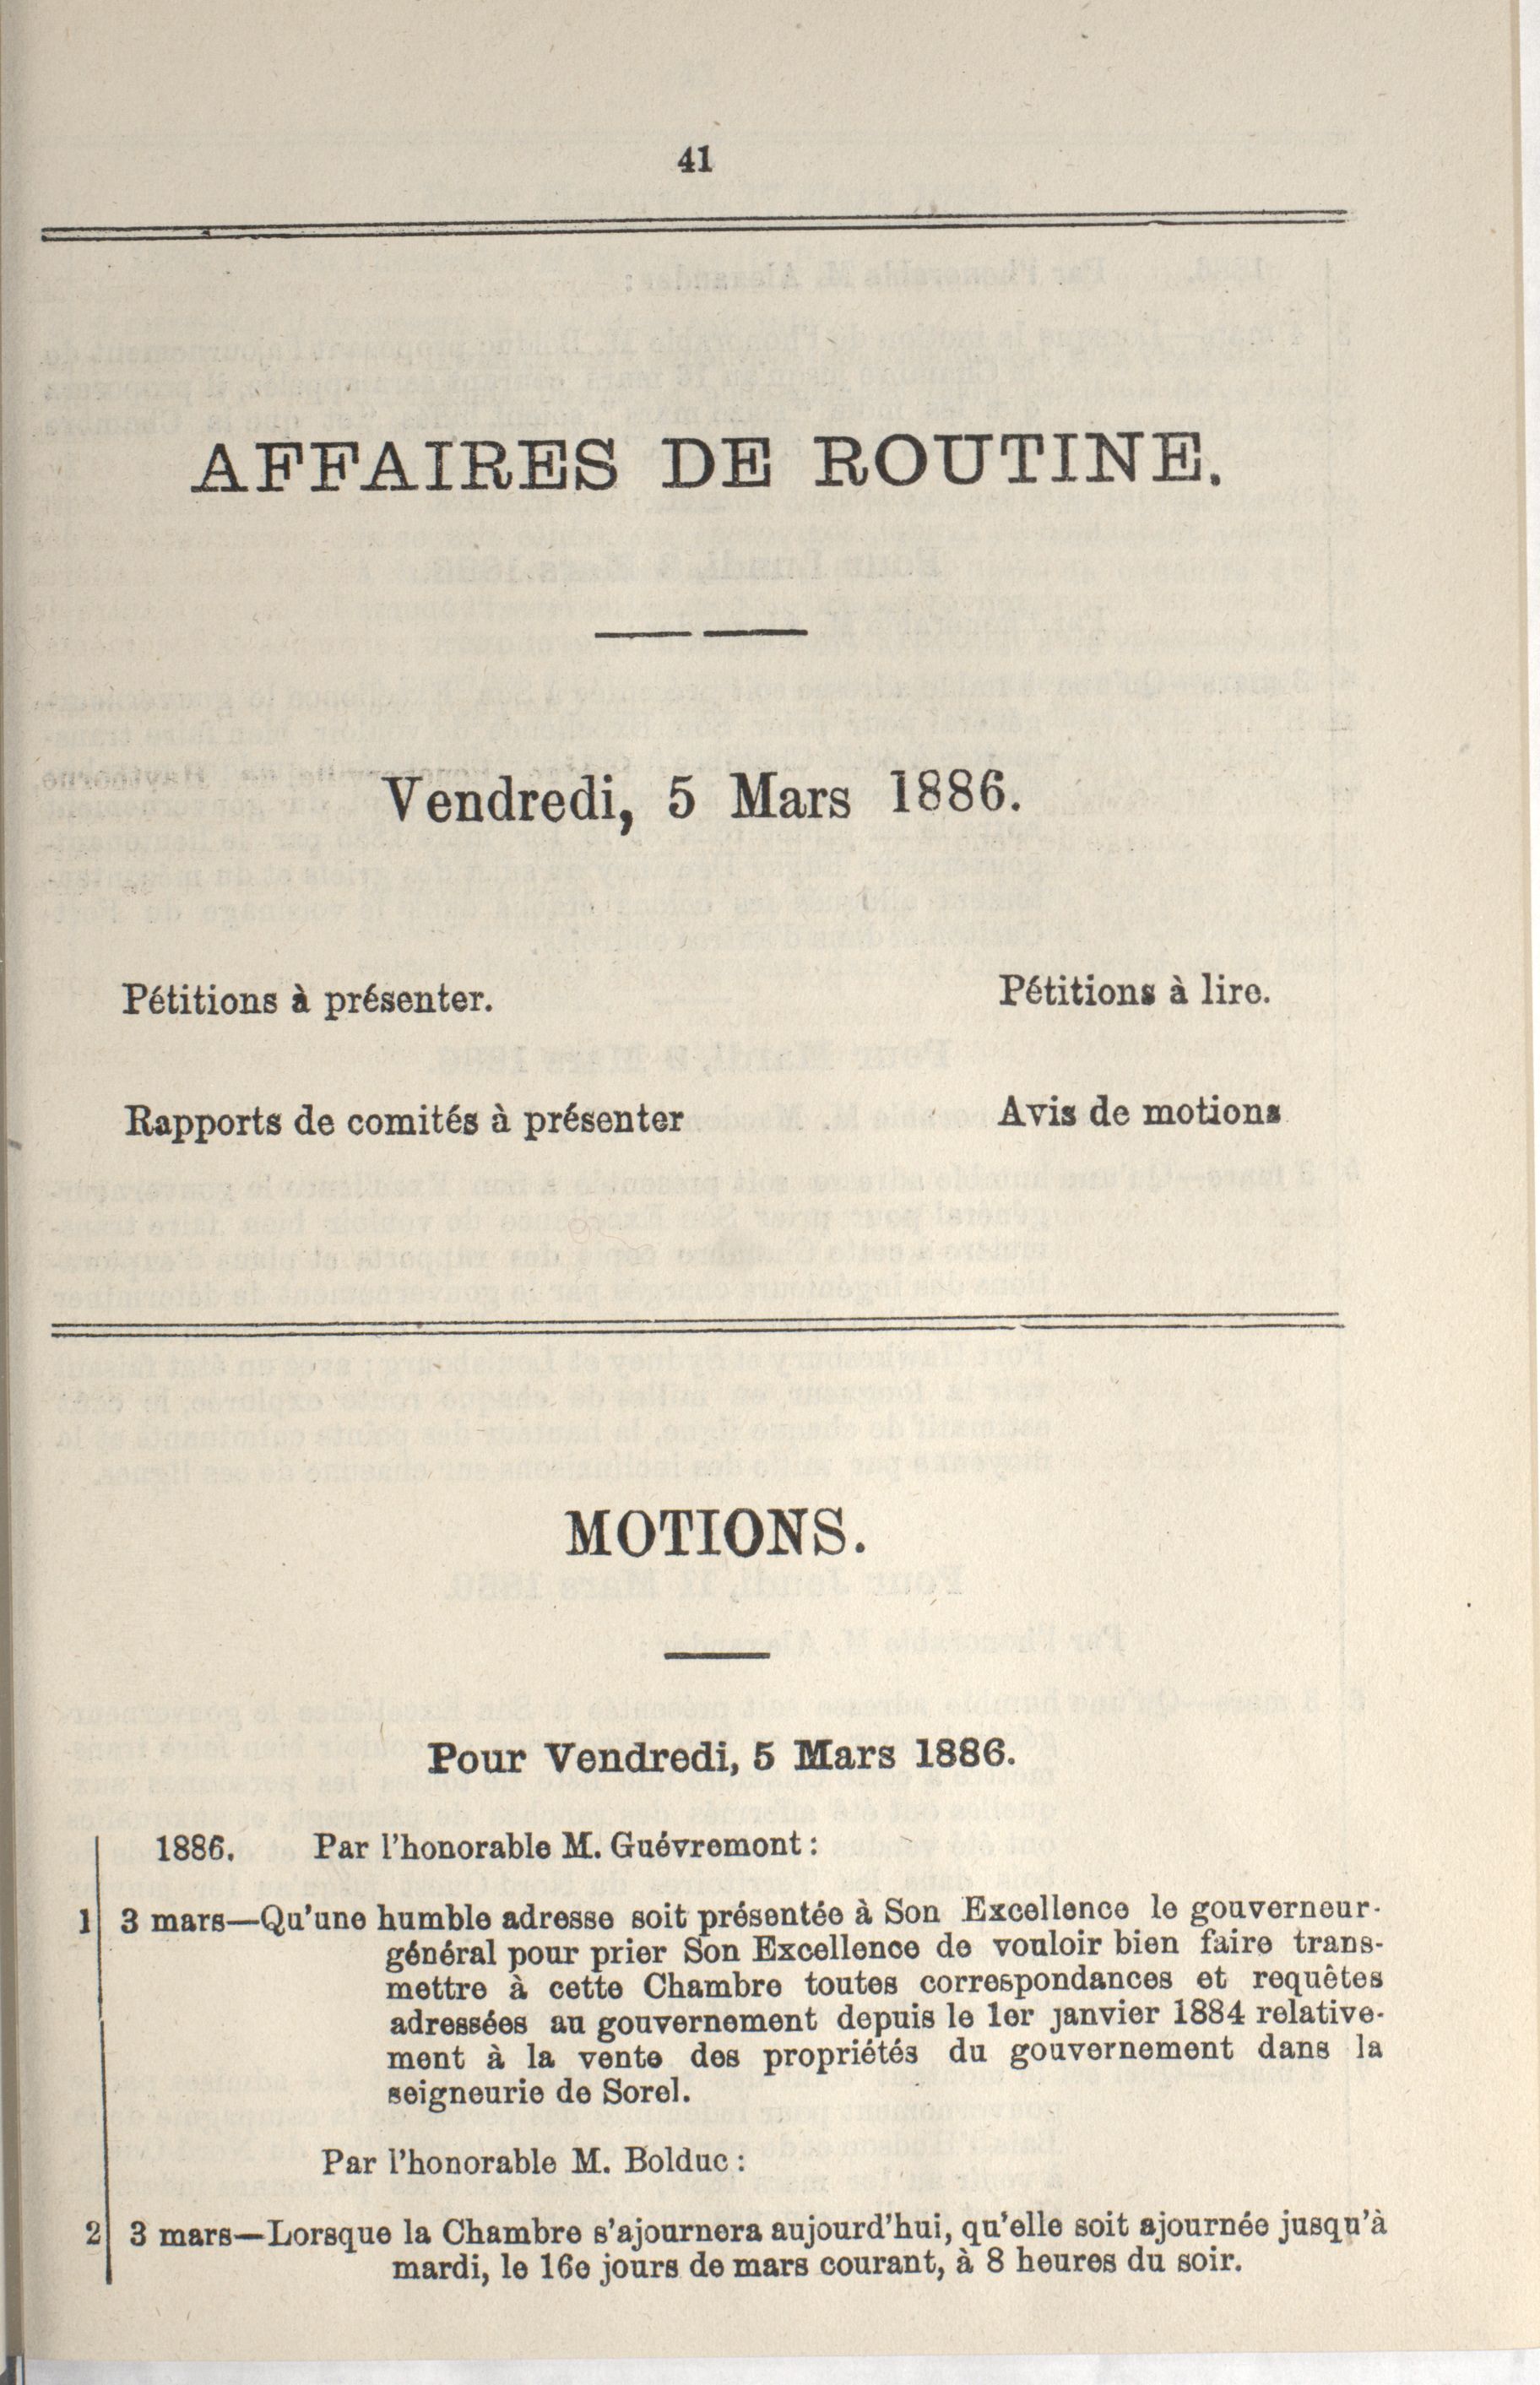 41
AFFAIRES DE ROUTINE.
Vendredi, 5 Mars 1886.
Pétitions à présenter.
Pétitions à lire.
Rapports de comités à présenter
Avis de motions
MOTIONS.
Pour Vendredi, 5 Mars 1886.
1886. Par l'honorable M. Guévremont :
1 3 mars—Qu'une humble adresse soit présentée à Son Excellence le gouverneur-
général pour prier Son Excellence de vouloir bien faire trans-
mettre à cette Chambre toutes correspondances et requêtes
adressées au gouvernement depuis le 1er janvier 1884 relative-
ment à la vente des propriétés du gouvernement dans la
seigneurie de Sorel.
Par l'honorable M. Bolduc :
2 3 mars—Lorsque la Chambre s'ajournera aujourd'hui, qu'elle soit ajournée jusqu'à
mardi, le 16e jours de mars courant, à 8 heures du soir.